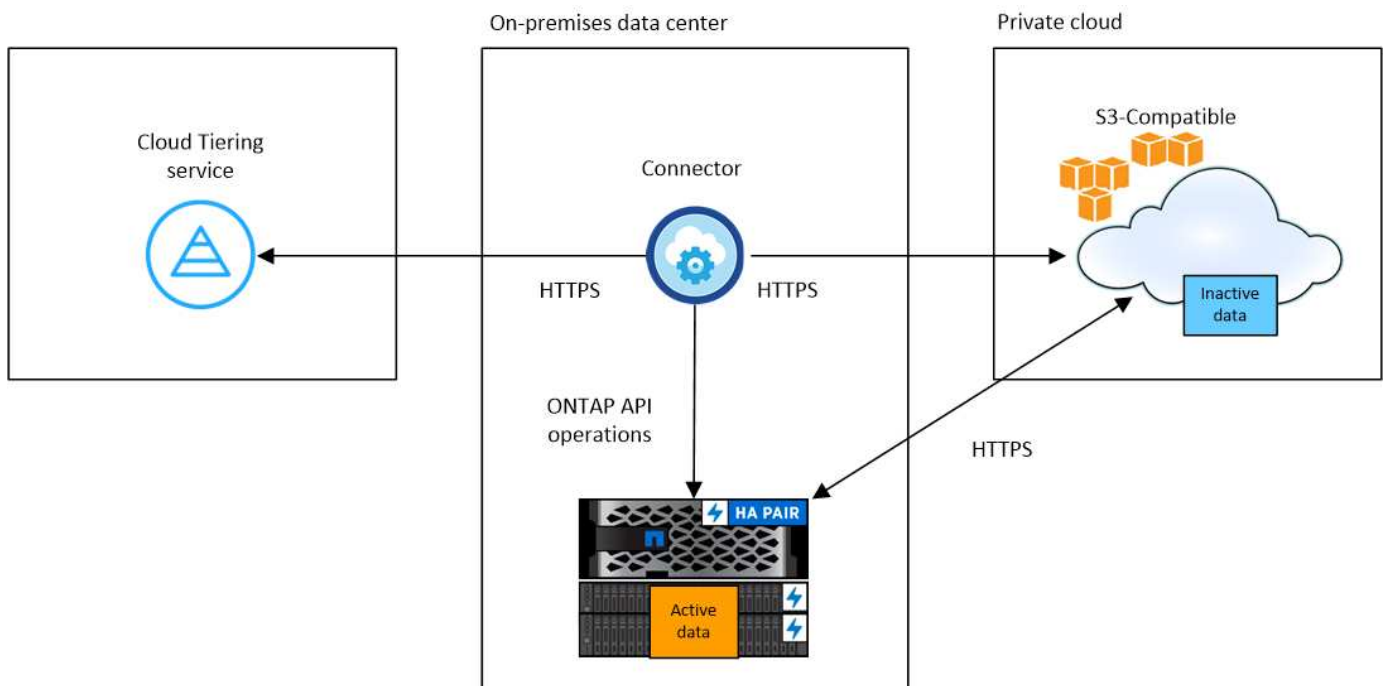 On-premises data center
Private cloud
Cloud Tiering
service
Connector
S3-Compatible
HTTPS
HTTPS
Inactive
data
ONTAP API
operations
HTTPS
HA PAIR
Active
data